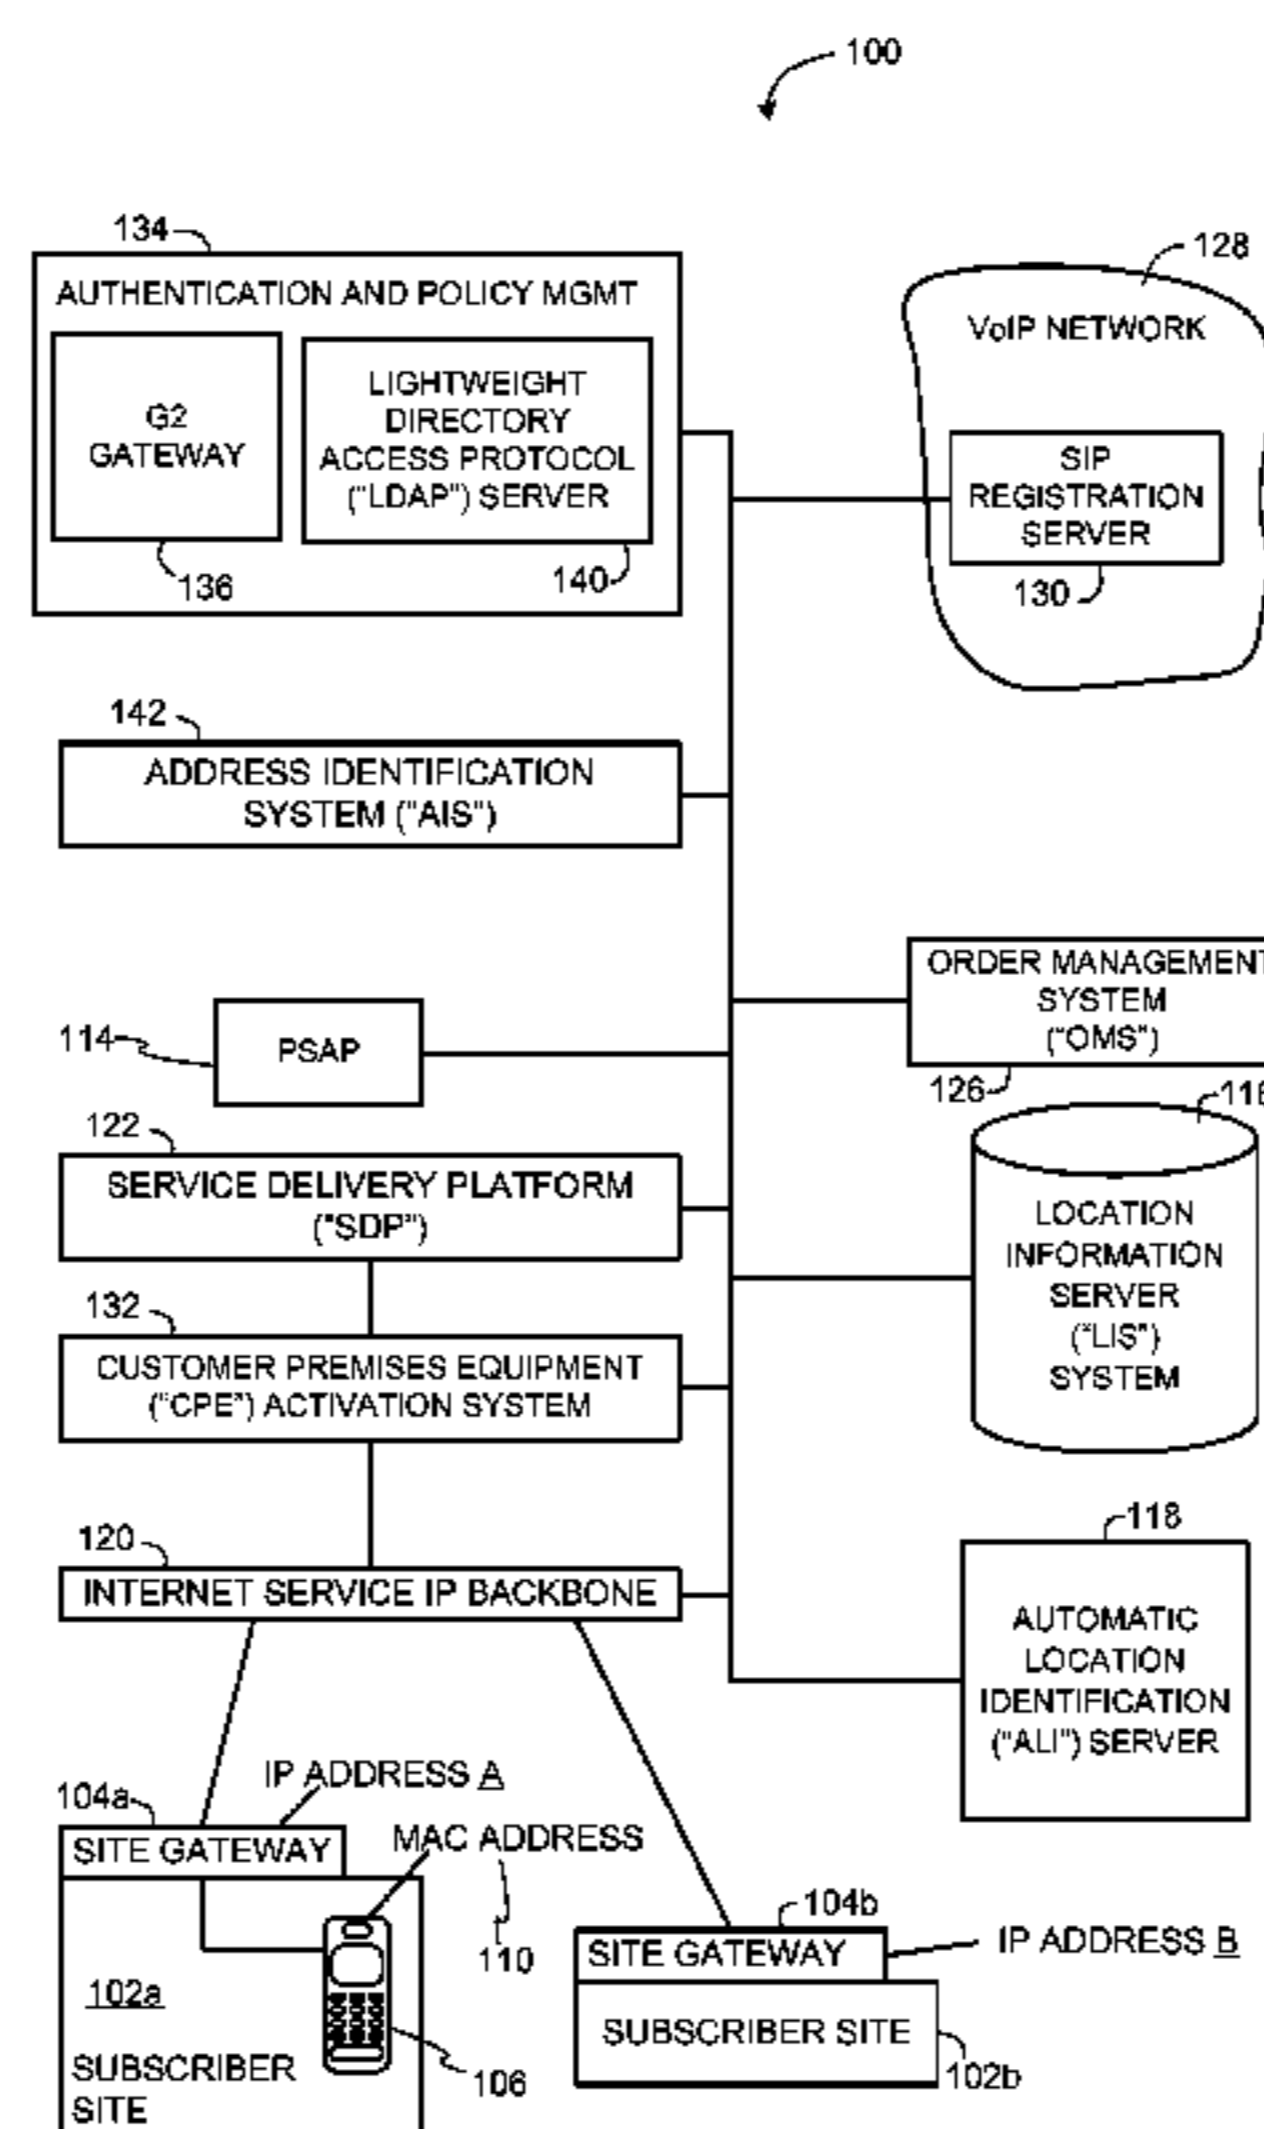 100
134
AUTHENTICATION AND POLICY MGMT
G2
GATEWAY
136
LIGHTWEIGHT
DIRECTORY
ACCESS PROTOCOL
("LDAP") SERVER
140
128
VoIP NETWORK
SIP
REGISTRATION
SERVER
130
142
ADDRESS IDENTIFICATION
SYSTEM ("AIS")
114
PSAP
ORDER MANAGEMENT
SYSTEM
("OMS")
126
122
SERVICE DELIVERY PLATFORM
("SDP")
116
LOCATION
INFORMATION
SERVER
("LIS")
SYSTEM
132
CUSTOMER PREMISES EQUIPMENT
("CPE") ACTIVATION SYSTEM
120
INTERNET SERVICE IP BACKBONE
118
AUTOMATIC
LOCATION
IDENTIFICATION
("ALI") SERVER
IP ADDRESS A
104a
SITE GATEWAY
MAC ADDRESS
110
102a
SUBSCRIBER
SITE
106
104b
SITE GATEWAY
IP ADDRESS B
SUBSCRIBER SITE
102b